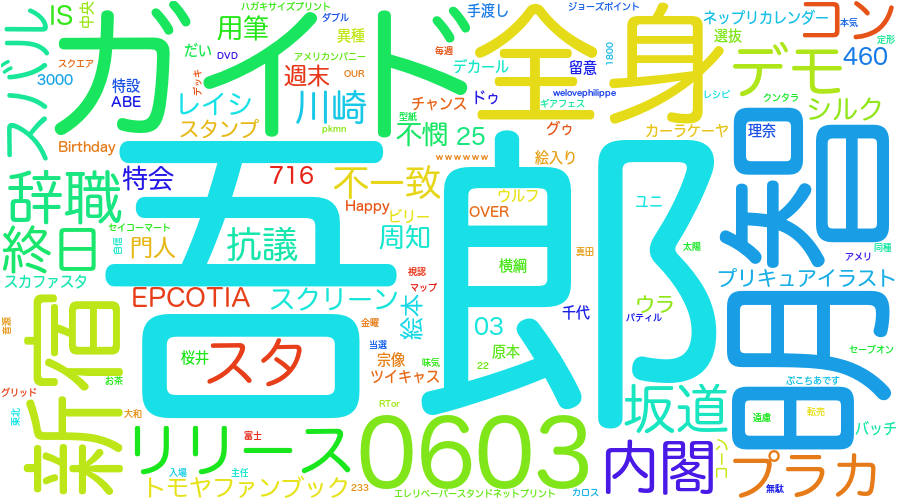 ハガキサイズプリント
手渡し
ジョーズポイント
IS
中央
ガイド
用筆
ダブル
異種
全身
ネップリカレンダー
本気
コン
定形
選抜
デモ
460
だい
DVD
アメリカンパニー
毎週
スバル
スクエア
3000
特設
ABE
デッキ
週末
OUR
デカール
留意
1800
レイシ
川崎
チャンス
ドゥ
welovephilippe
レシピ
クンタラ
シルク
ギアフェス
スタンプ
型紙
pkmn
不憫
25
グゥ
カーラケーヤ
理奈
智
Birthday
wwwwwww
絵入り
吾郎
辞職
特会
716
不一致
ウルフ
ユニ
昭
Happy
ビリー
OVER
セイコーマート
終日
自信
門人
抗議
周知
真田
太陽
同種
アメリ
横綱
視認
スカファスタ
EPCOTIA
マップ
スクリーン
絵本
千代
ウラ
パティル
プリキュアイラスト
明
新宿
音源
金曜
03
桜井
スタ
当選
宗像
味気
原本
22
ツイキャス
セーブオン
お茶
ぷこちあです
グリッド
東北
大和
RTor
坂道
遠慮
転売
バッチ
リリース
富士
0603
内閣
コーン
プラカ
入場
主任
トモヤファンブック
233
エレリペーパースタンドネットプリント
カロス
無駄